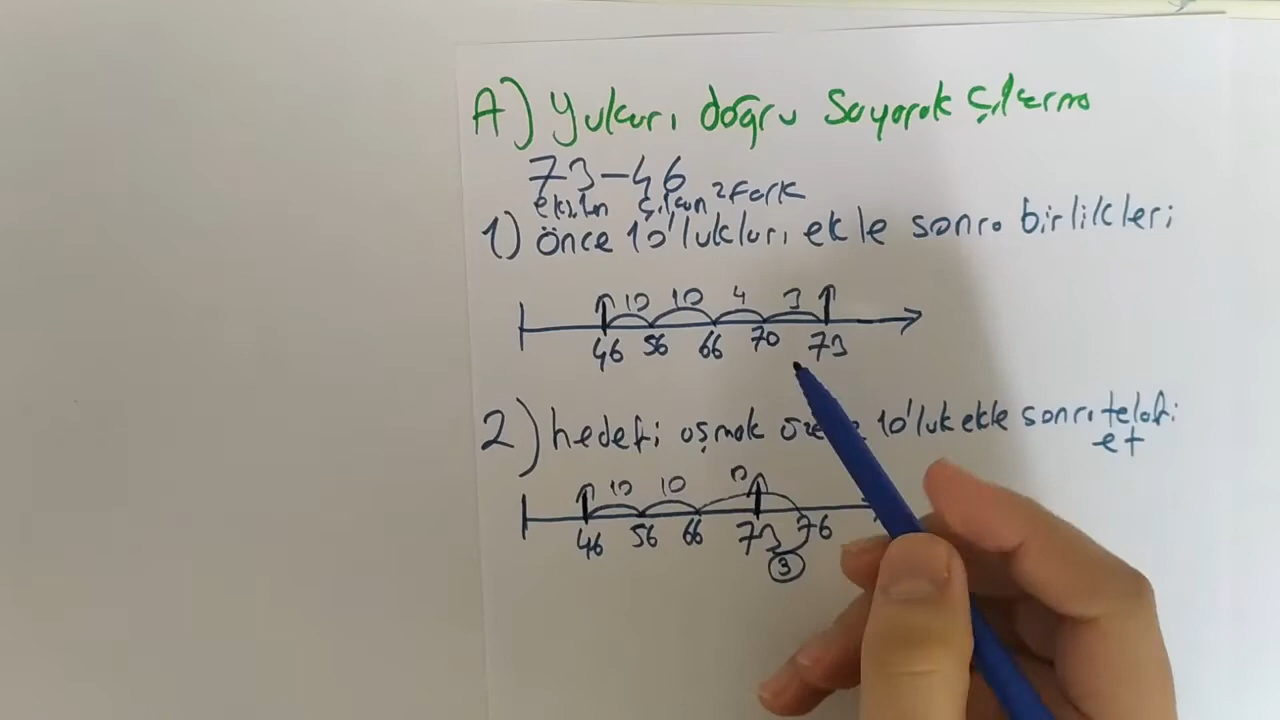 A) Yukarı doğru sayarak çıkarma
73-46
eksilen çıkan = Fark
1) önce 10'lukları ekle sonra birlikleri
10 10 4 3
46 56 66 70 73
2) hedefi aşmak 10'luk ekle sonra telafi
et
10 10
46 56 66 73 76
3